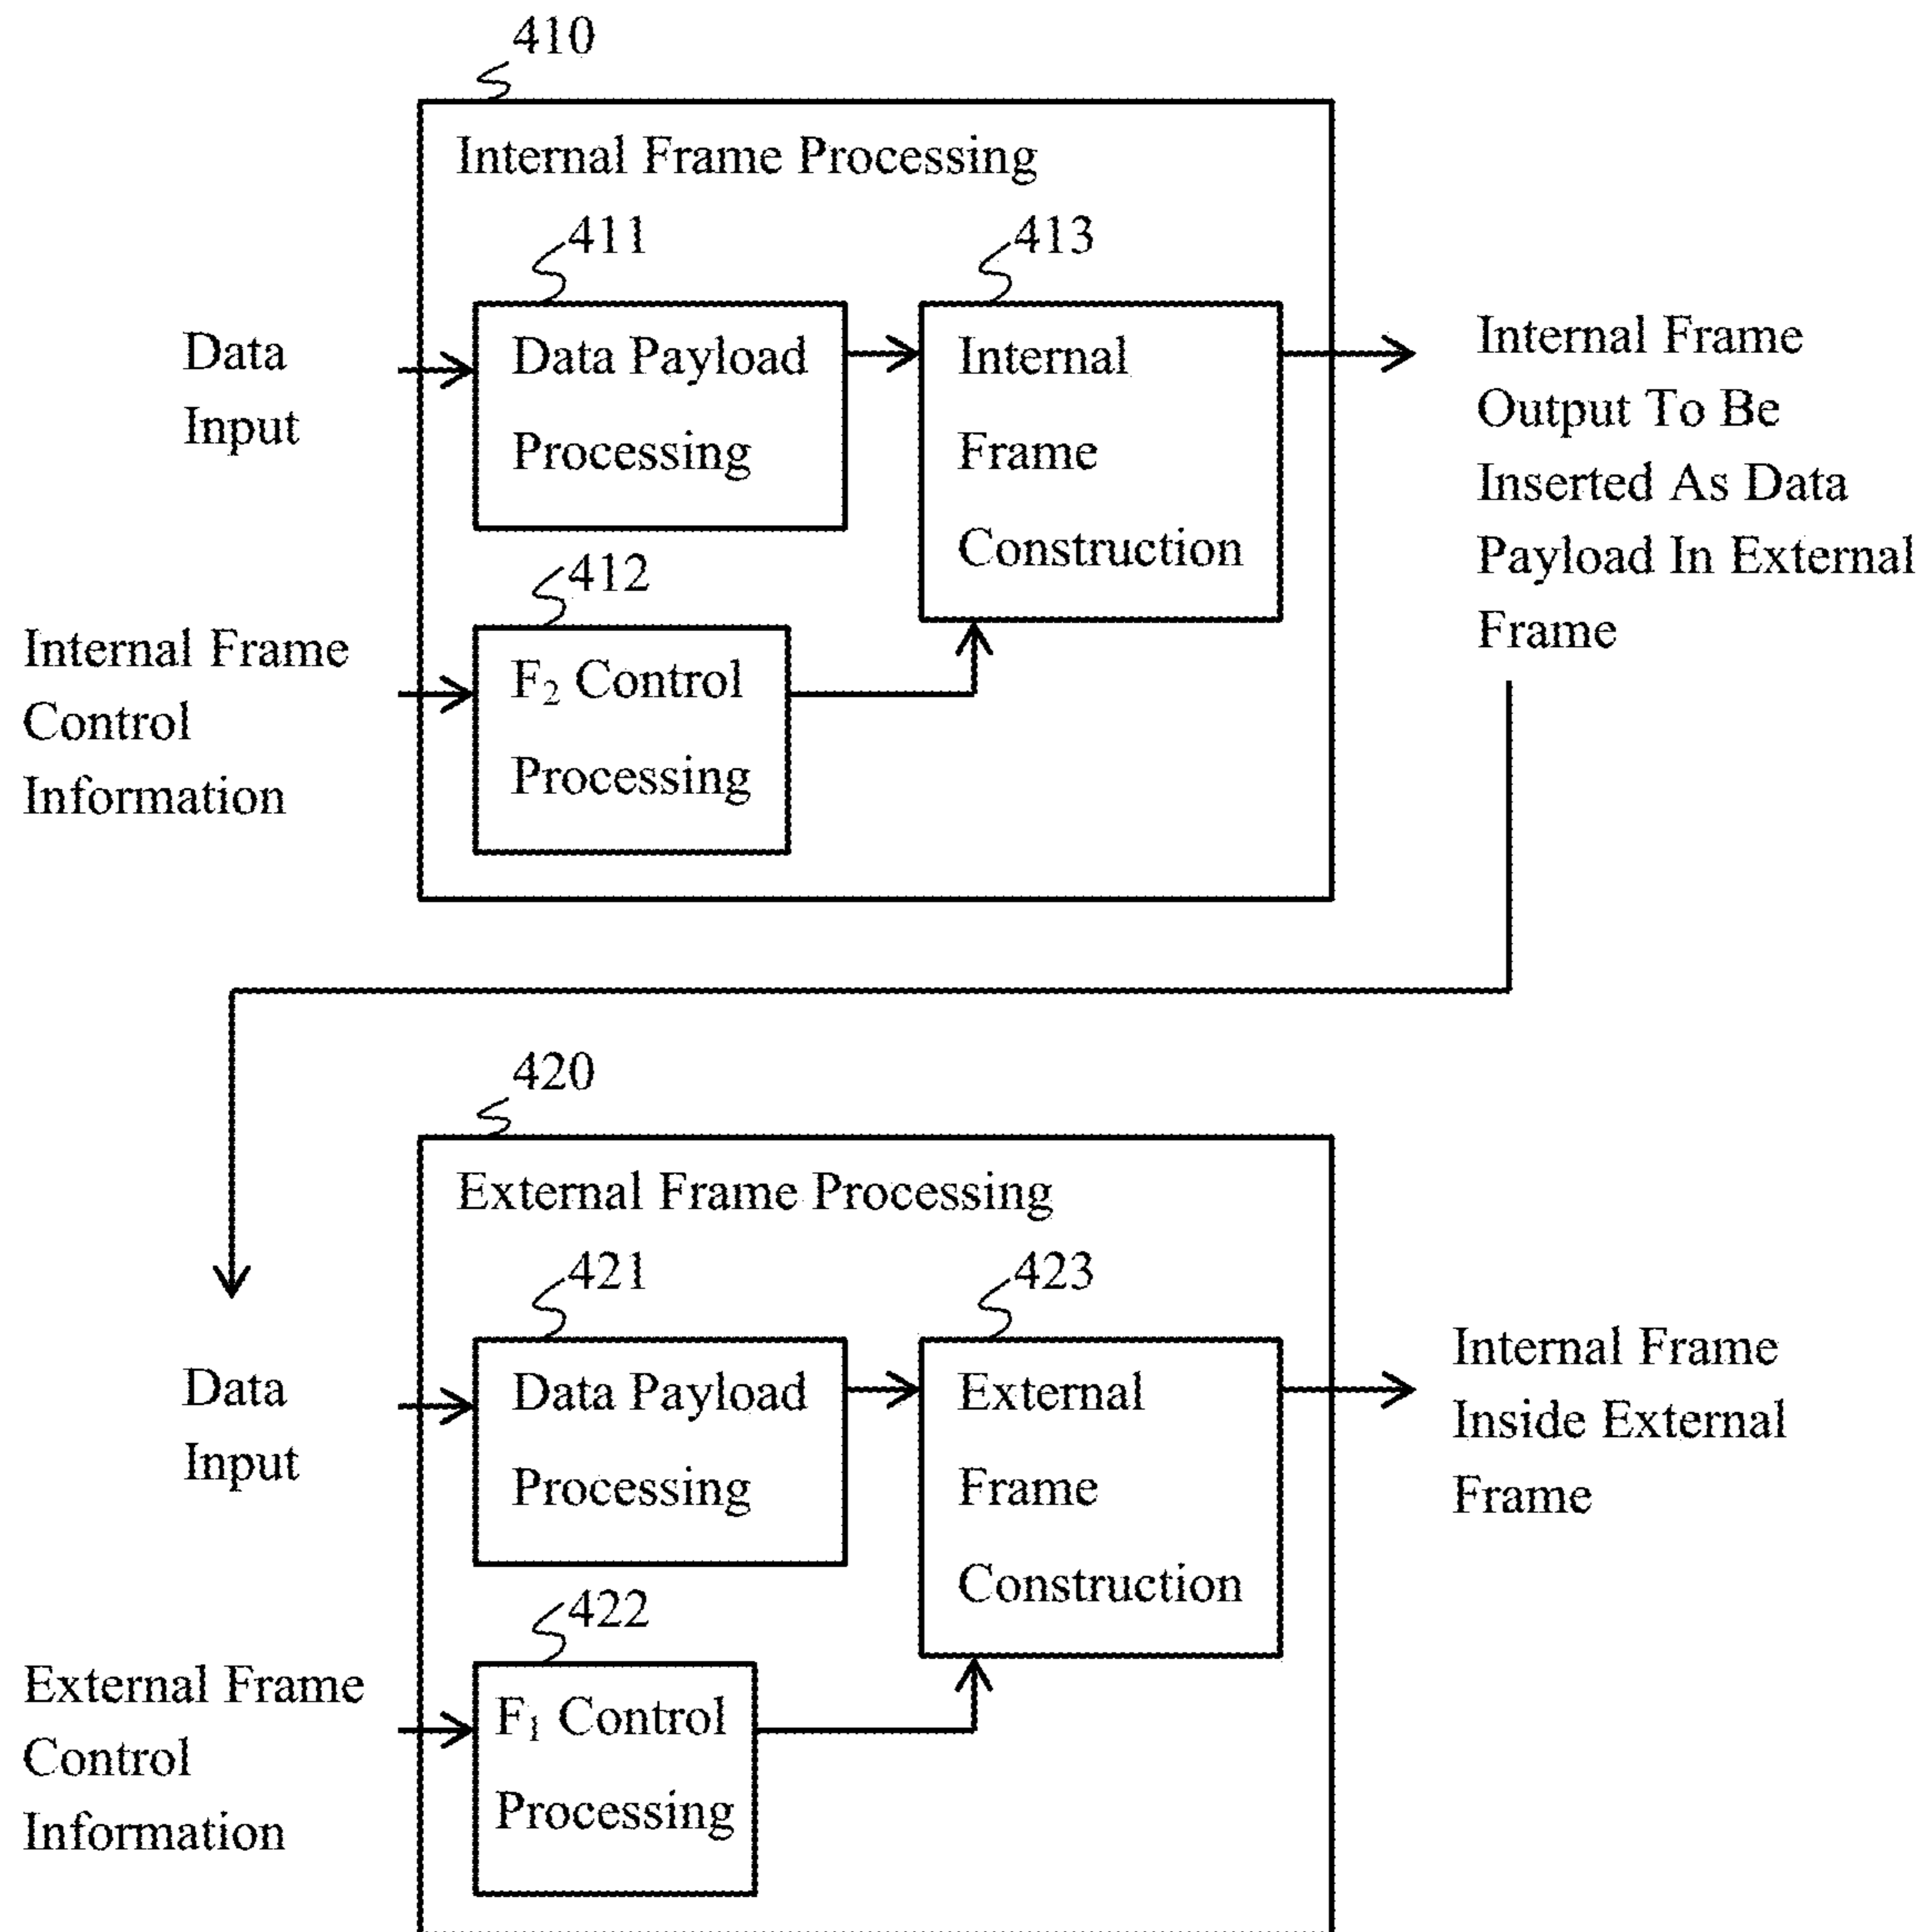 410
Internal Frame Processing
411
413
Data
Input
Data Payload
Processing
Internal
Frame
Construction
Internal Frame
Output To Be
Inserted As Data
Payload In External
Frame
412
Internal Frame
Control
Information
F₂ Control
Processing
420
External Frame Processing
421
423
Data
Input
Data Payload
Processing
External
Frame
Construction
Internal Frame
Inside External
Frame
422
External Frame
Control
Information
F₁ Control
Processing